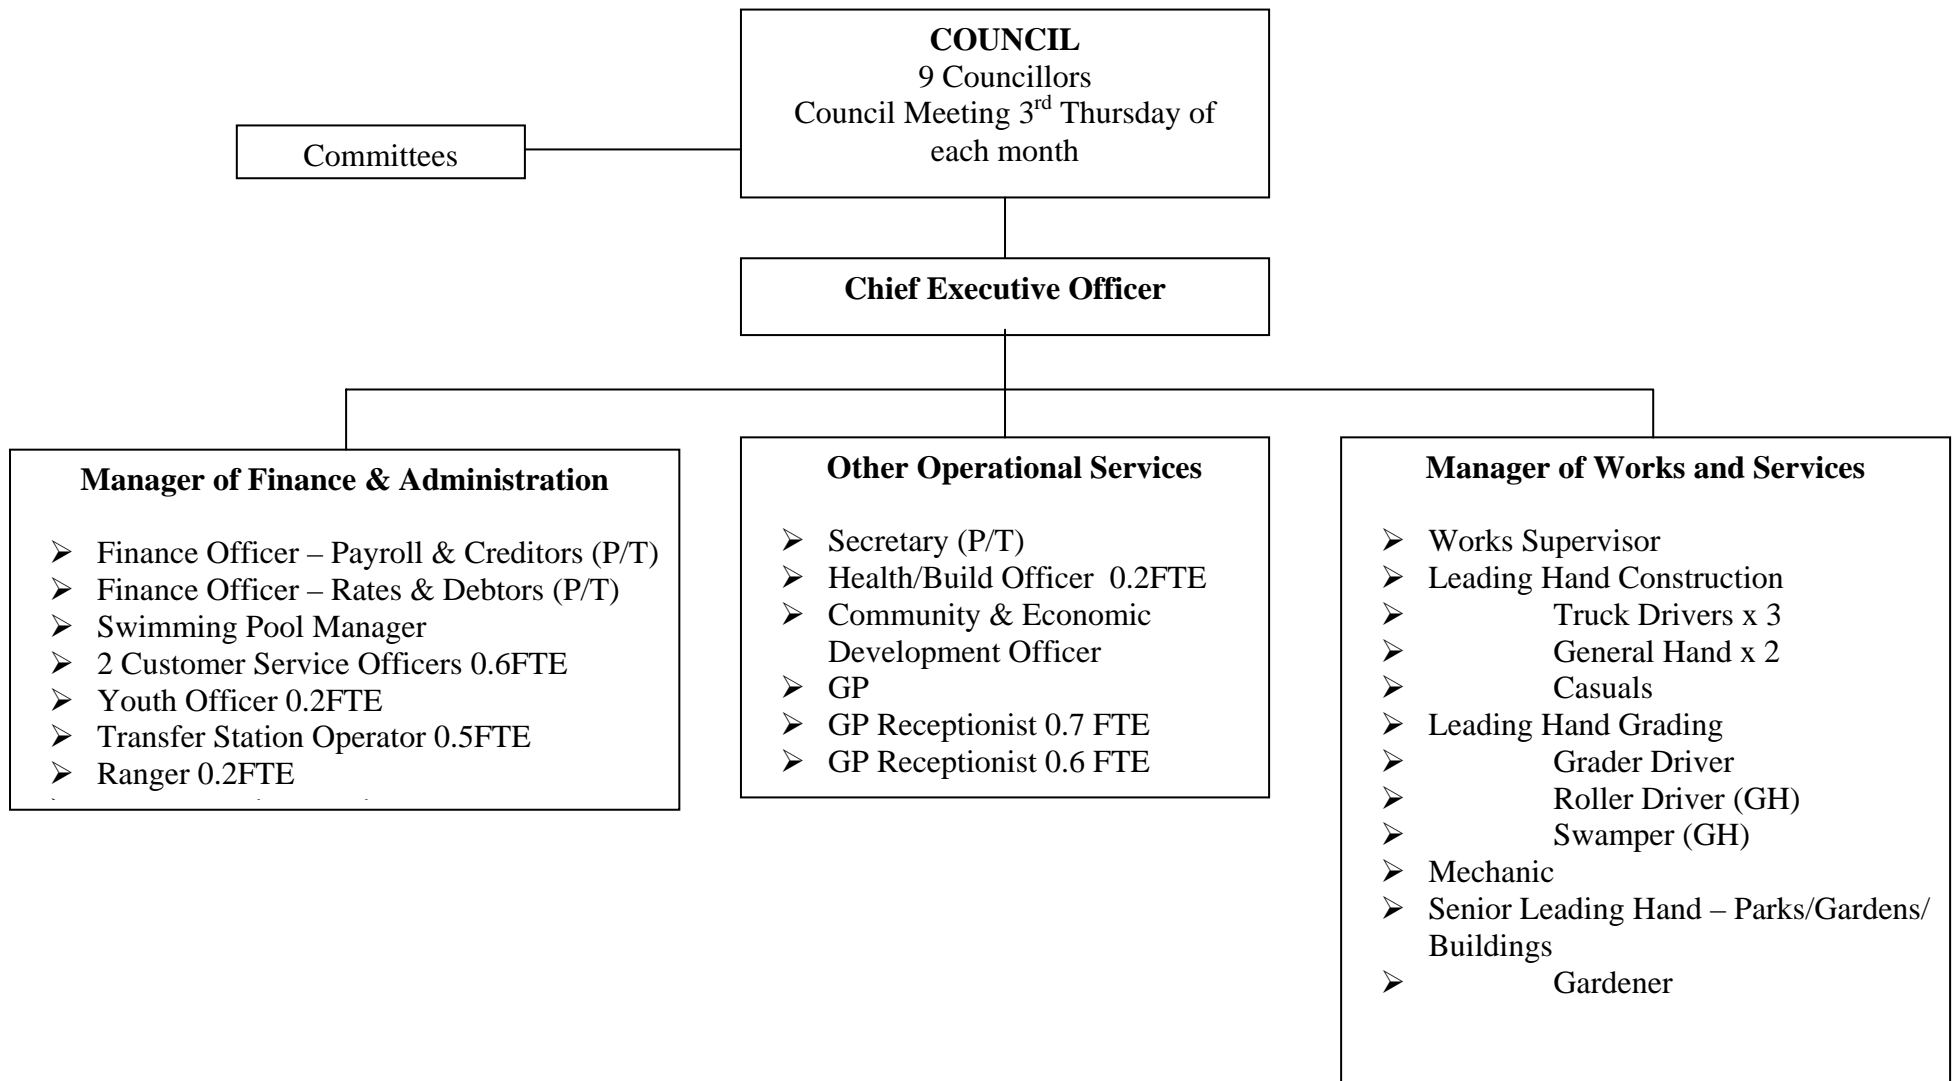 COUNCIL
9 Councillors
Council Meeting 3rd Thursday of
each month
Committees
Chief Executive Officer
Manager of Finance & Administration
➢ Finance Officer – Payroll & Creditors (P/T)
➢ Finance Officer – Rates & Debtors (P/T)
➢ Swimming Pool Manager
➢ 2 Customer Service Officers 0.6FTE
➢ Youth Officer 0.2FTE
➢ Transfer Station Operator 0.5FTE
➢ Ranger 0.2FTE
Other Operational Services
➢ Secretary (P/T)
➢ Health/Build Officer 0.2FTE
➢ Community & Economic
Development Officer
➢ GP
➢ GP Receptionist 0.7 FTE
➢ GP Receptionist 0.6 FTE
Manager of Works and Services
➢ Works Supervisor
➢ Leading Hand Construction
➢ Truck Drivers x 3
➢ General Hand x 2
➢ Casuals
➢ Leading Hand Grading
➢ Grader Driver
➢ Roller Driver (GH)
➢ Swamper (GH)
➢ Mechanic
➢ Senior Leading Hand – Parks/Gardens/
Buildings
➢ Gardener